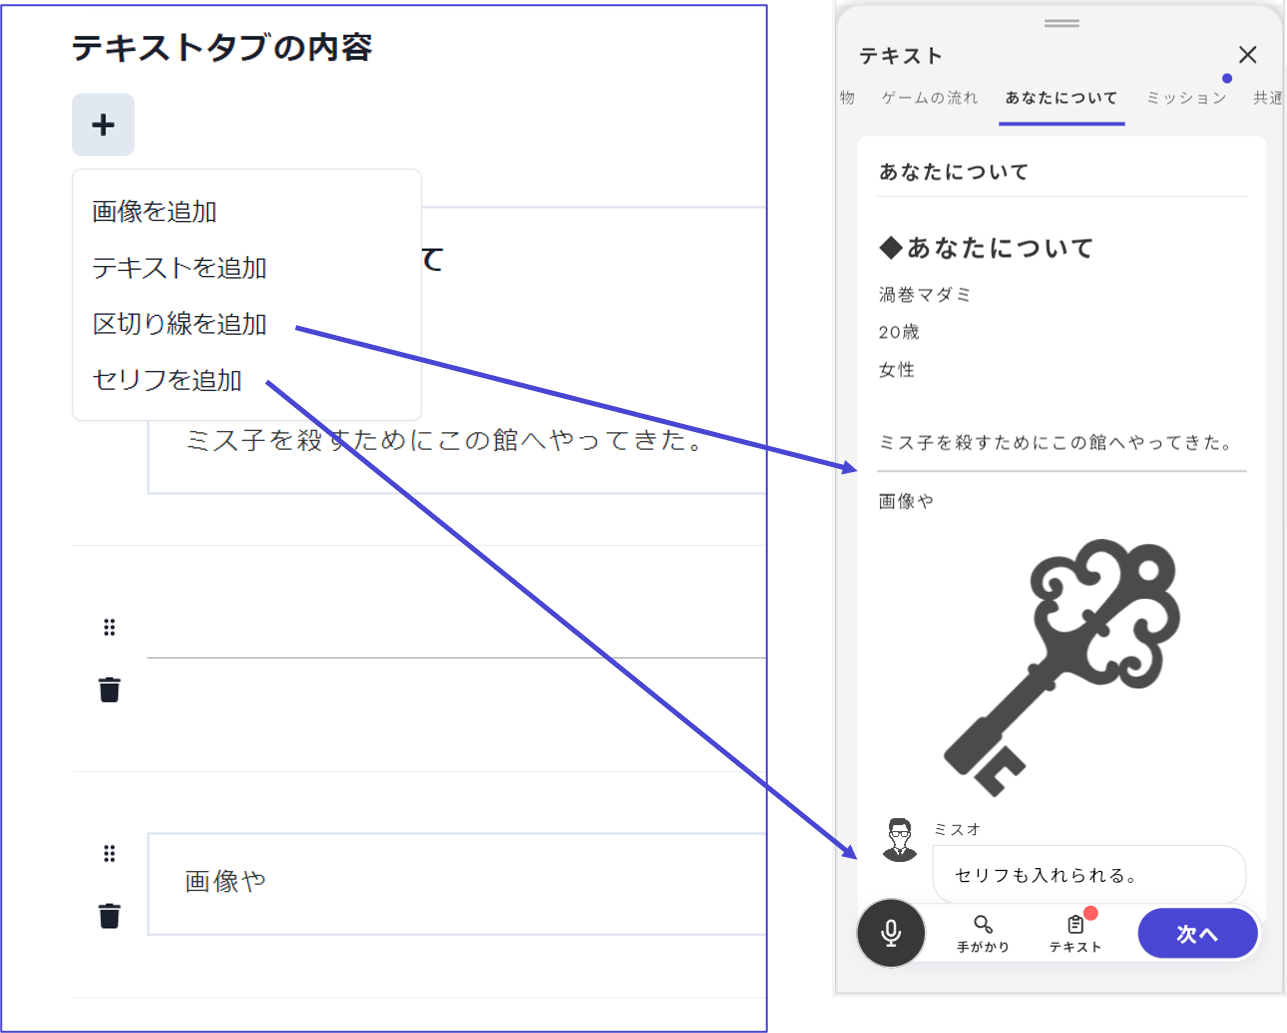 テキストタブの内容
画像を追加
テキストを追加
区切り線を追加
セリフを追加
て
ミス子を殺すためにこの館へやってきた。
画像や
テキスト
物 ゲームの流れ あなたについて ミッション 共通
あなたについて
◆あなたについて
渦巻マダミ
20歳
女性
ミス子を殺すためにこの館へやってきた。
画像や
ミスオ
セリフも入れられる。
手がかり
テキスト
次へ